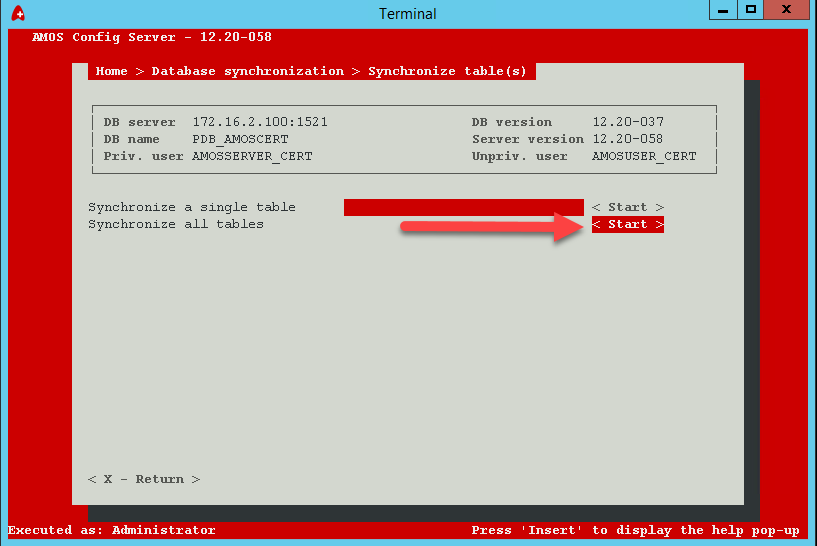 Terminal
AMOS Config Server - 12.20-058
Home > Database synchronization > Synchronize table(s)
DB server 172.16.2.100:1521 DB version 12.20-037
DB name PDB_AMOSCERT Server version 12.20-058
Priv. user AMOSSERVER_CERT Unpriv. user AMOSUSER_CERT
Synchronize a single table < Start >
Synchronize all tables < Start >
< X - Return >
Executed as: Administrator Press 'Insert' to display the help pop-up